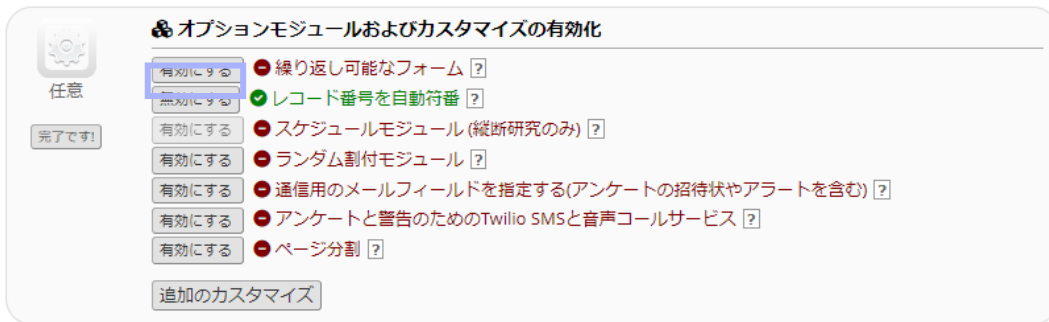 オプションモジュールおよびカスタマイズの有効化
任意
完了です!
有効にする 繰り返し可能なフォーム ?
無効にする レコード番号を自動符番 ?
有効にする スケジュールモジュール (縦断研究のみ) ?
有効にする ランダム割付モジュール ?
有効にする 通信用のメールフィールドを指定する(アンケートの招待状やアラートを含む) ?
有効にする アンケートと警告のためのTwilio SMSと音声コールサービス ?
有効にする ページ分割 ?
追加のカスタマイズ